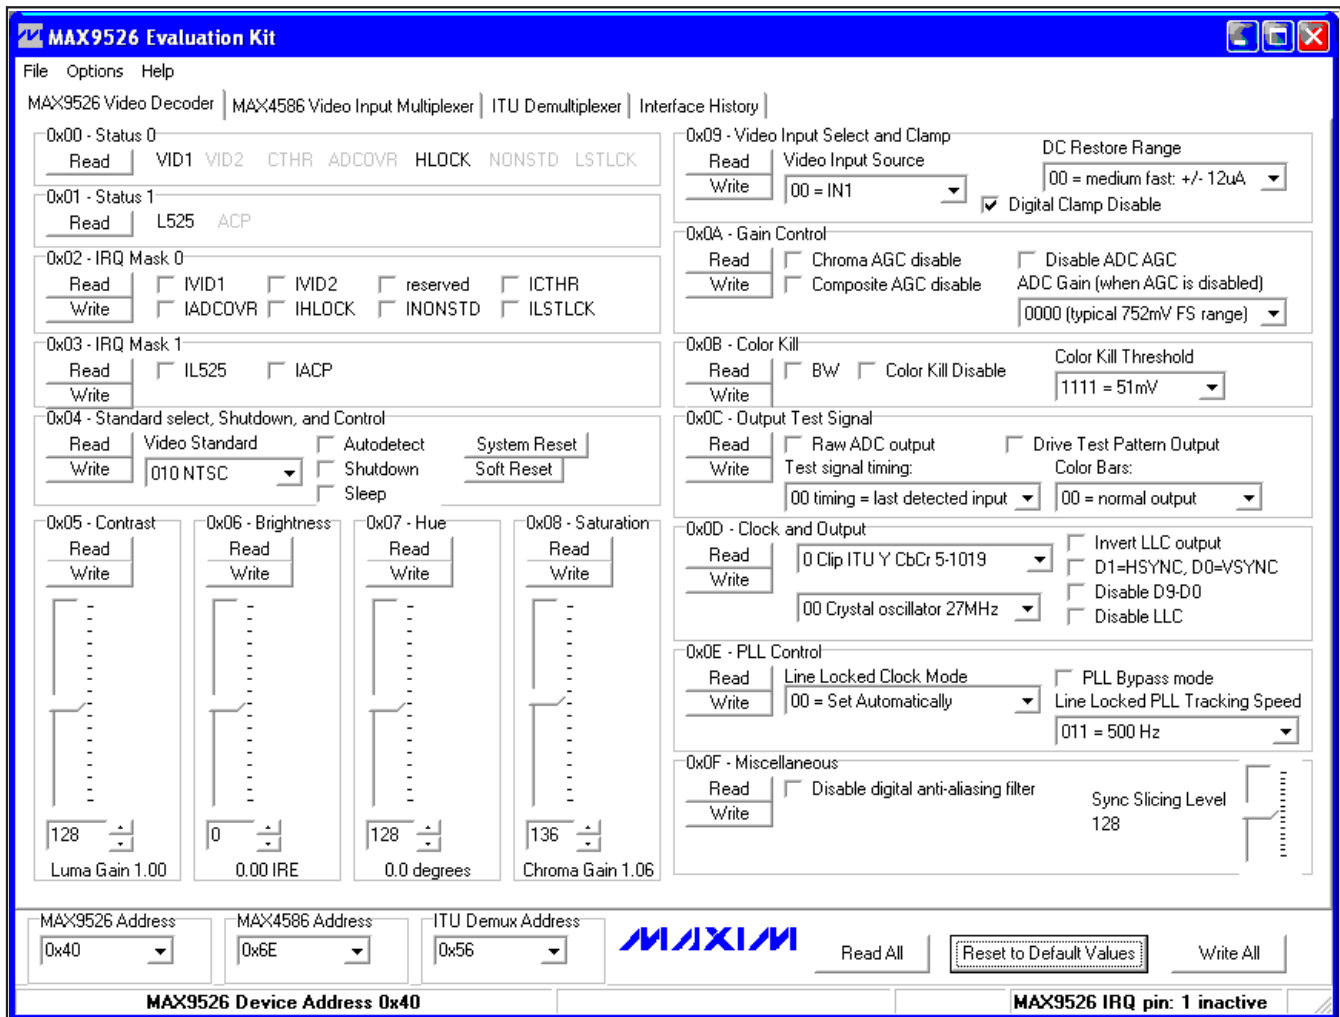 MAX9526 Evaluation Kit
File Options Help
MAX9526 Video Decoder MAX4586 Video Input Multiplexer ITU Demultiplexer Interface History
0x00 - Status 0
Read VID1 VID2 CTHR ADCOVR HLOCK NONSTD LSTLCK
0x01 - Status 1
Read L525 ACP
0x02 - IRQ Mask 0
Read IVID1 IVID2 reserved ICTHR
Write IADCOVR IHLOCK INONSTD ILSTLCK
0x03 - IRQ Mask 1
Read IL525 IACP
Write
0x04 - Standard select, Shutdown, and Control
Read Video Standard Autodetect System Reset
Write 010 NTSC Shutdown Soft Reset
Sleep
0x05 - Contrast
Read
Write
128
Luma Gain 1.00
0x06 - Brightness
Read
Write
0
0.00 IRE
0x07 - Hue
Read
Write
128
0.0 degrees
0x08 - Saturation
Read
Write
136
Chroma Gain 1.06
0x09 - Video Input Select and Clamp
Read Video Input Source DC Restore Range
Write 00 = IN1 00 = medium fast: +/- 12uA
Digital Clamp Disable
0x0A - Gain Control
Read Chroma AGC disable Disable ADC AGC
Write Composite AGC disable ADC Gain (when AGC is disabled)
0000 (typical 752mV FS range)
0x0B - Color Kill
Read BW Color Kill Disable Color Kill Threshold
Write 1111 = 51mV
0x0C - Output Test Signal
Read Raw ADC output Drive Test Pattern Output
Write Test signal timing: Color Bars:
00 timing = last detected input 00 = normal output
0x0D - Clock and Output
Read 0 Clip ITU Y CbCr 5-1019 Invert LLC output
Write D1=HSYNC, D0=VSYNC
Disable D9-D0
00 Crystal oscillator 27MHz Disable LLC
0x0E - PLL Control
Read Line Locked Clock Mode PLL Bypass mode
Write 00 = Set Automatically Line Locked PLL Tracking Speed
011 = 500 Hz
0x0F - Miscellaneous
Read Disable digital anti-aliasing filter Sync Slicing Level
Write 128
MAX9526 Address MAX4586 Address ITU Demux Address
0x40 0x6E 0x56 MAXIM Read All Reset to Default Values Write All
MAX9526 Device Address 0x40 MAX9526 IRQ pin: 1 inactive